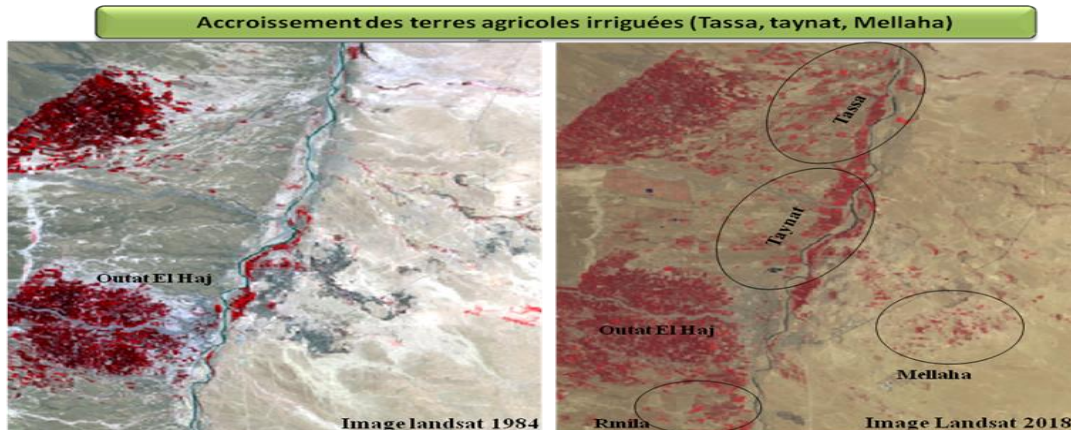 Accroissement des terres agricoles irriguées (Tassa, taynat, Mellaha)
Outat El Haj
Image landsat 1984
Tassa
Taynat
Outat El Haj
Mellaha
Rmila
Image Landsat 2018